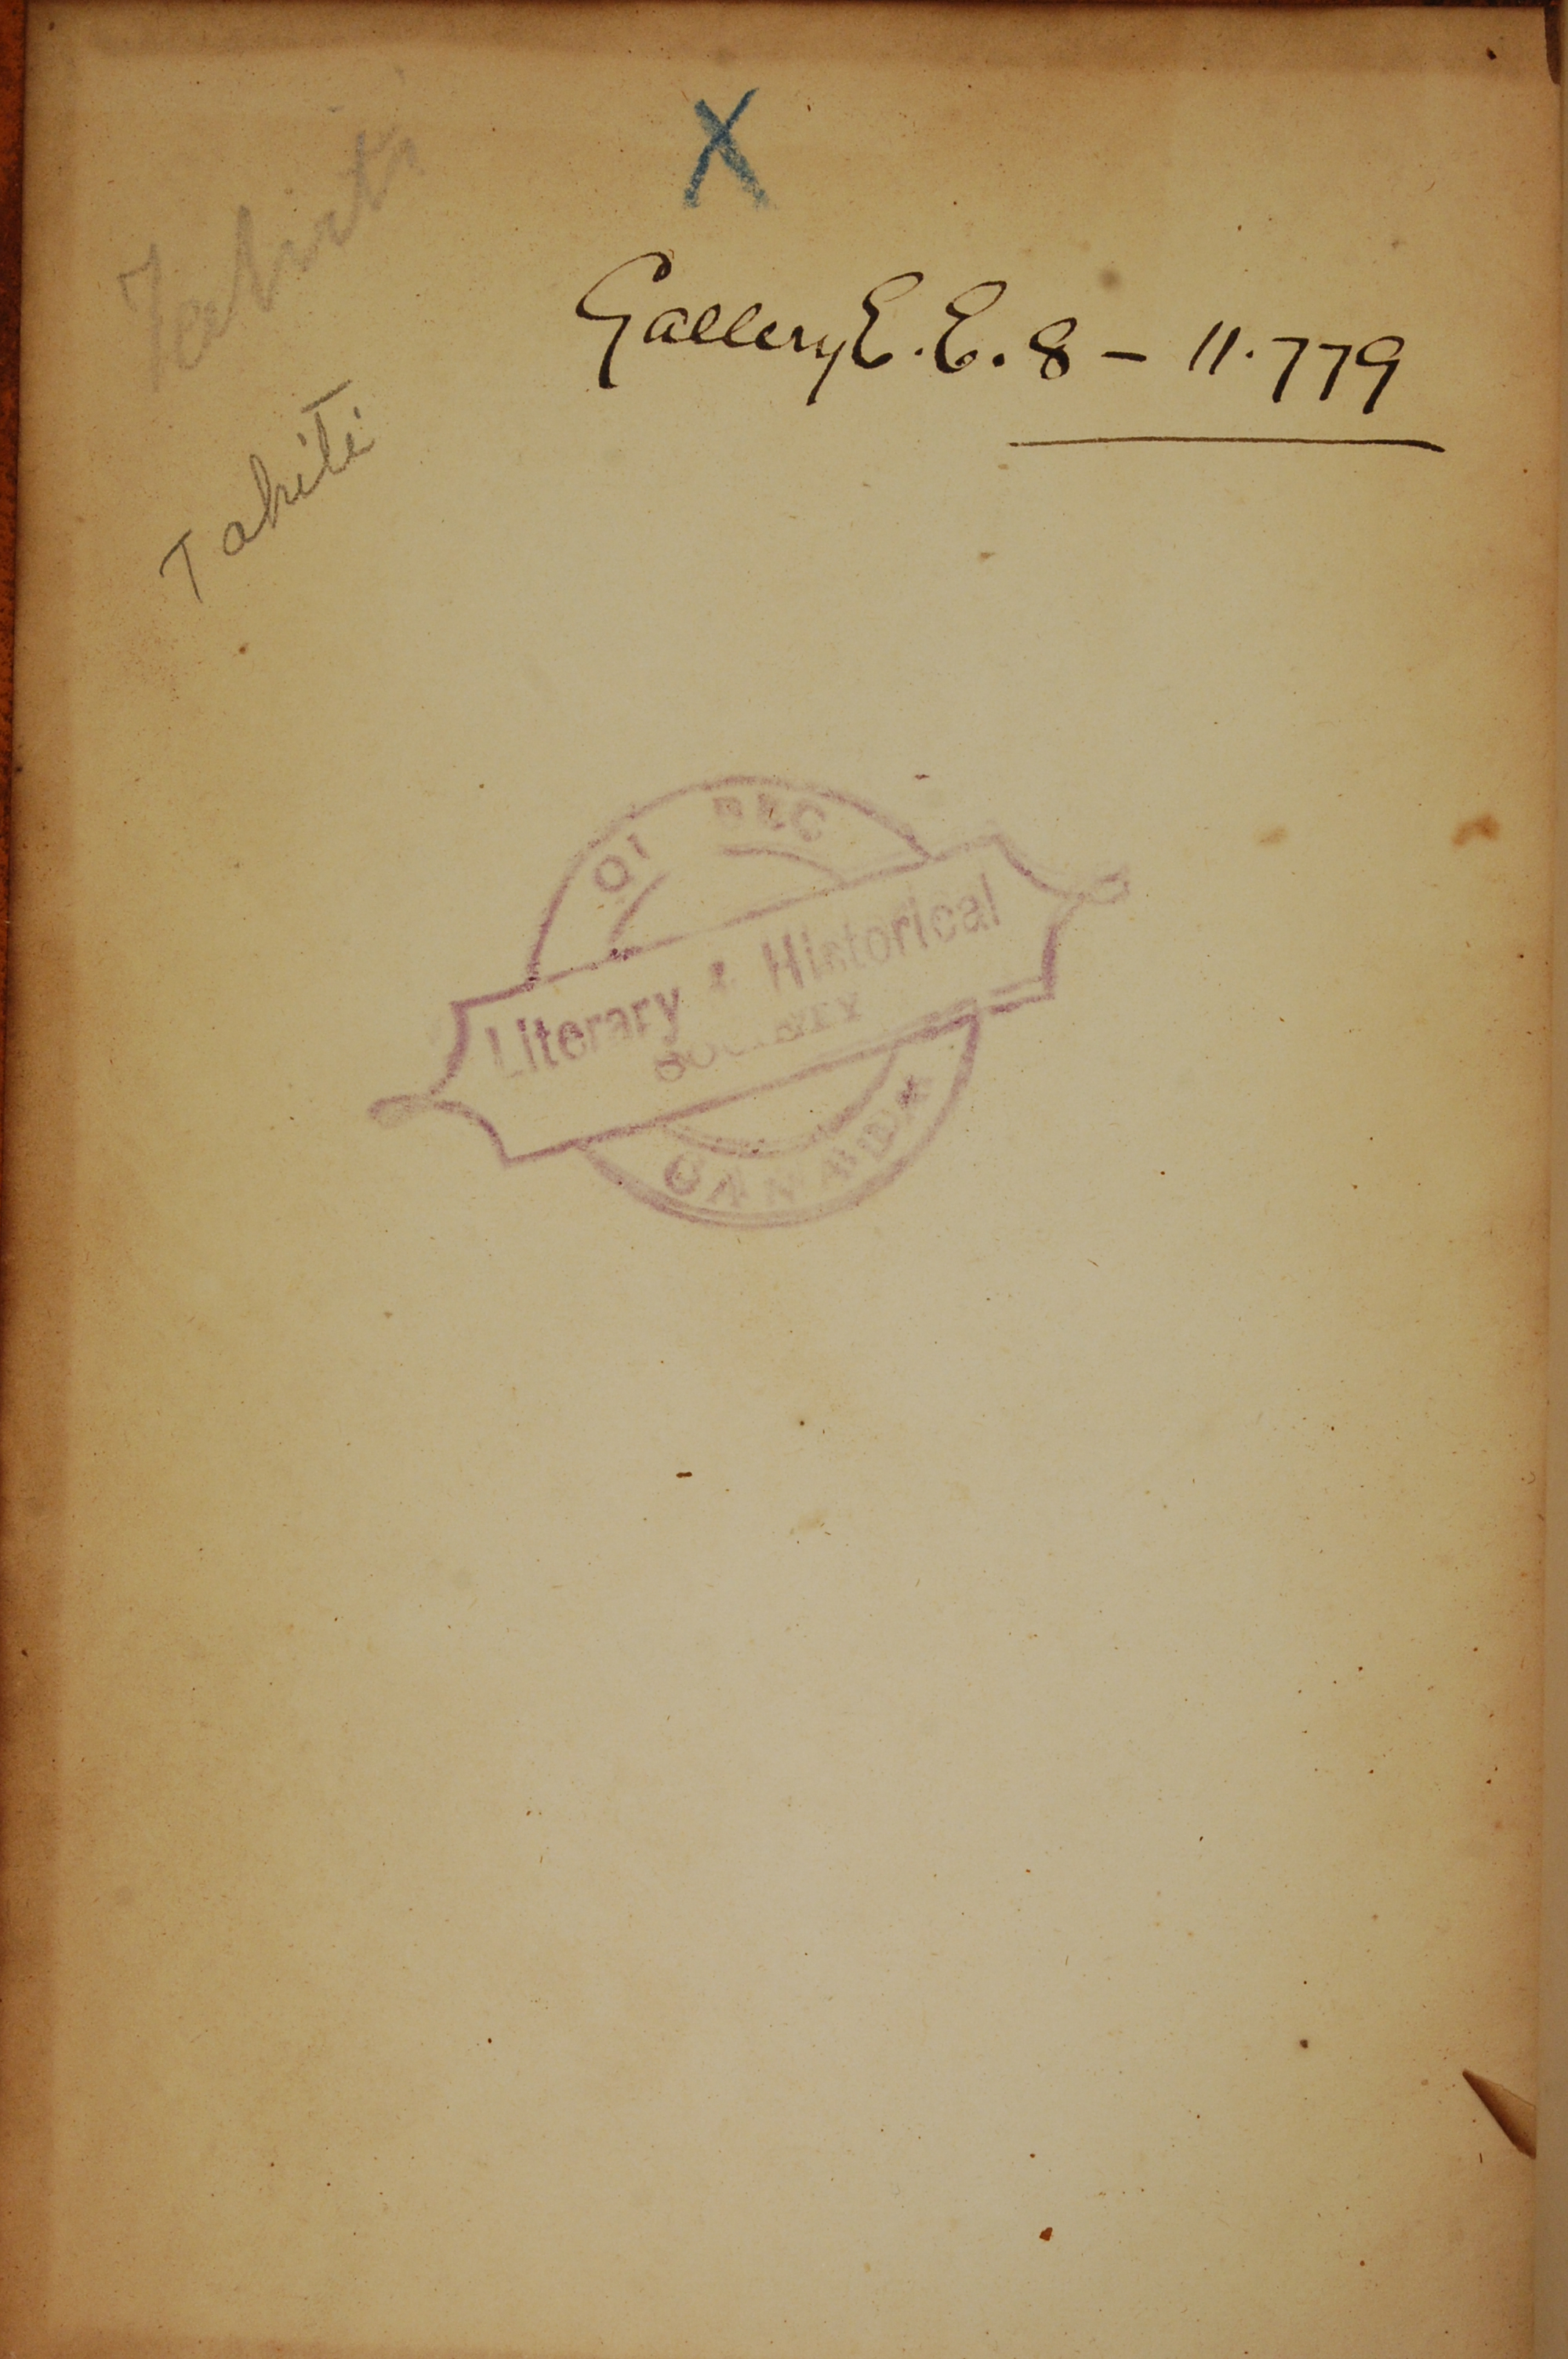 X
Gallery E. E. 8 – 11.779
Tahiti
Literary & Historical
SOCIETY
CANADA